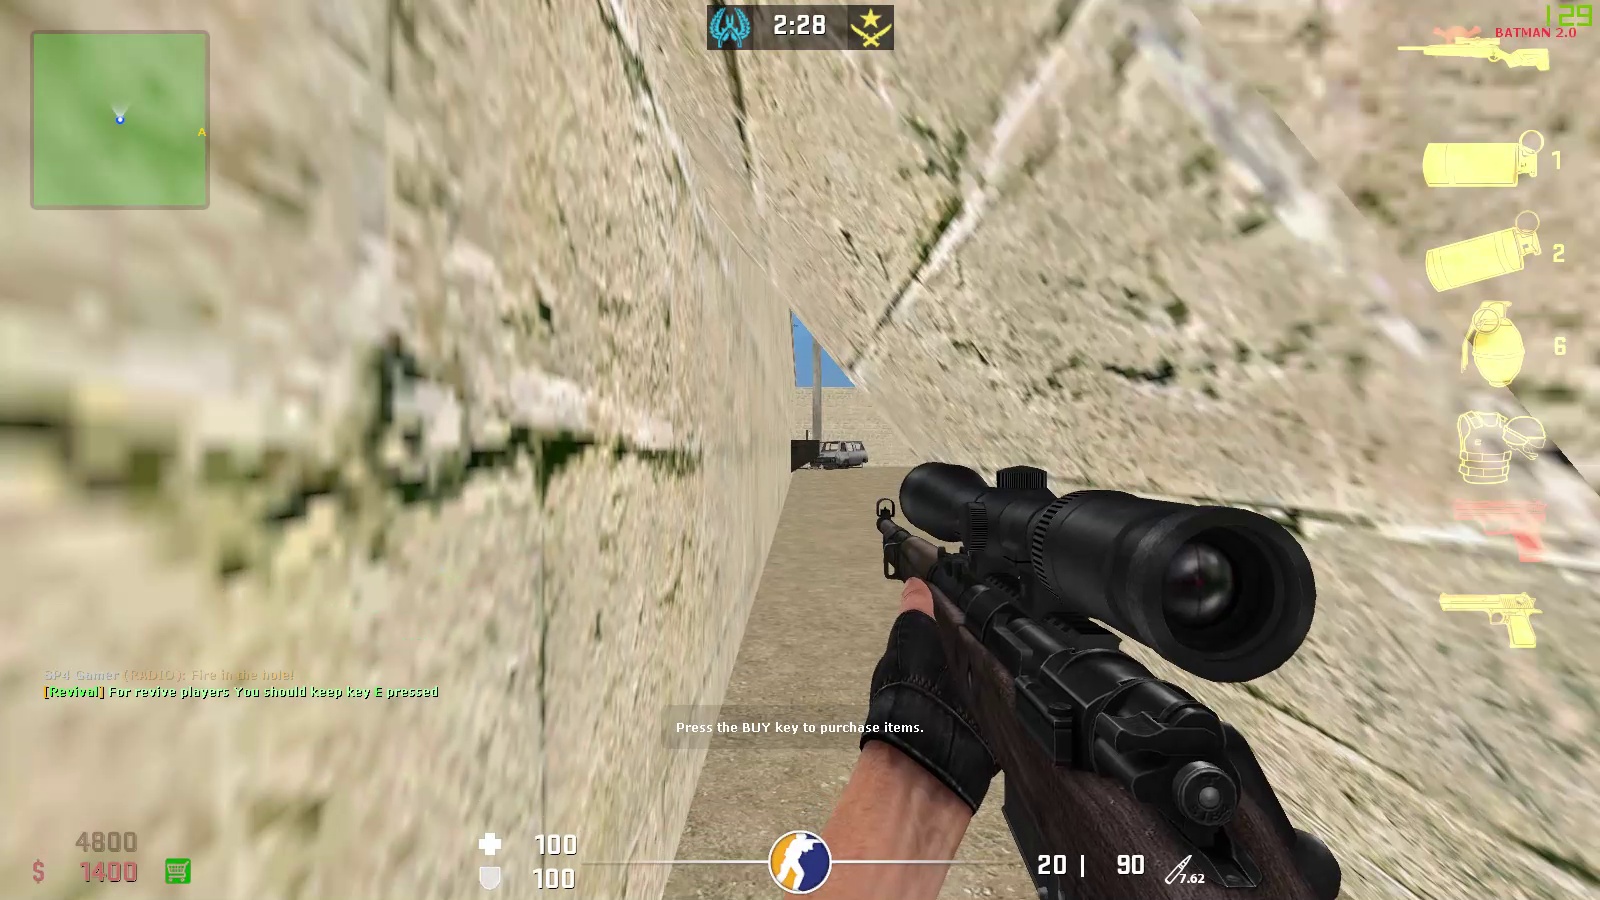 2:28
129
BATMAN 2.0
A
1
2
6
SP4 Gamer (RADIO): Fire in the hole!
[Revival] For revive players You should keep key E pressed
Press the BUY key to purchase items.
4800
$ 1400
100
100
20 | 90
7.62